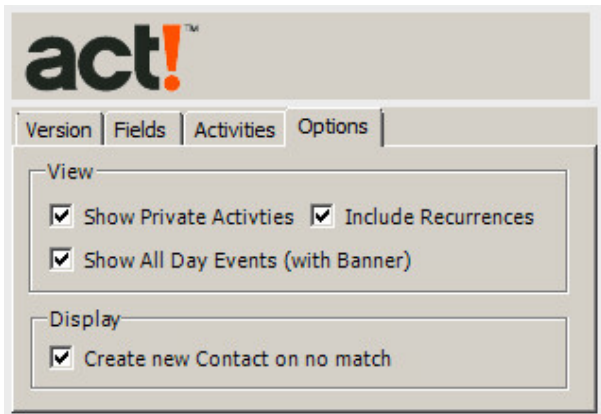 act!™
Version Fields Activities Options
View
Show Private Activties Include Recurrences
Show All Day Events (with Banner)
Display
Create new Contact on no match